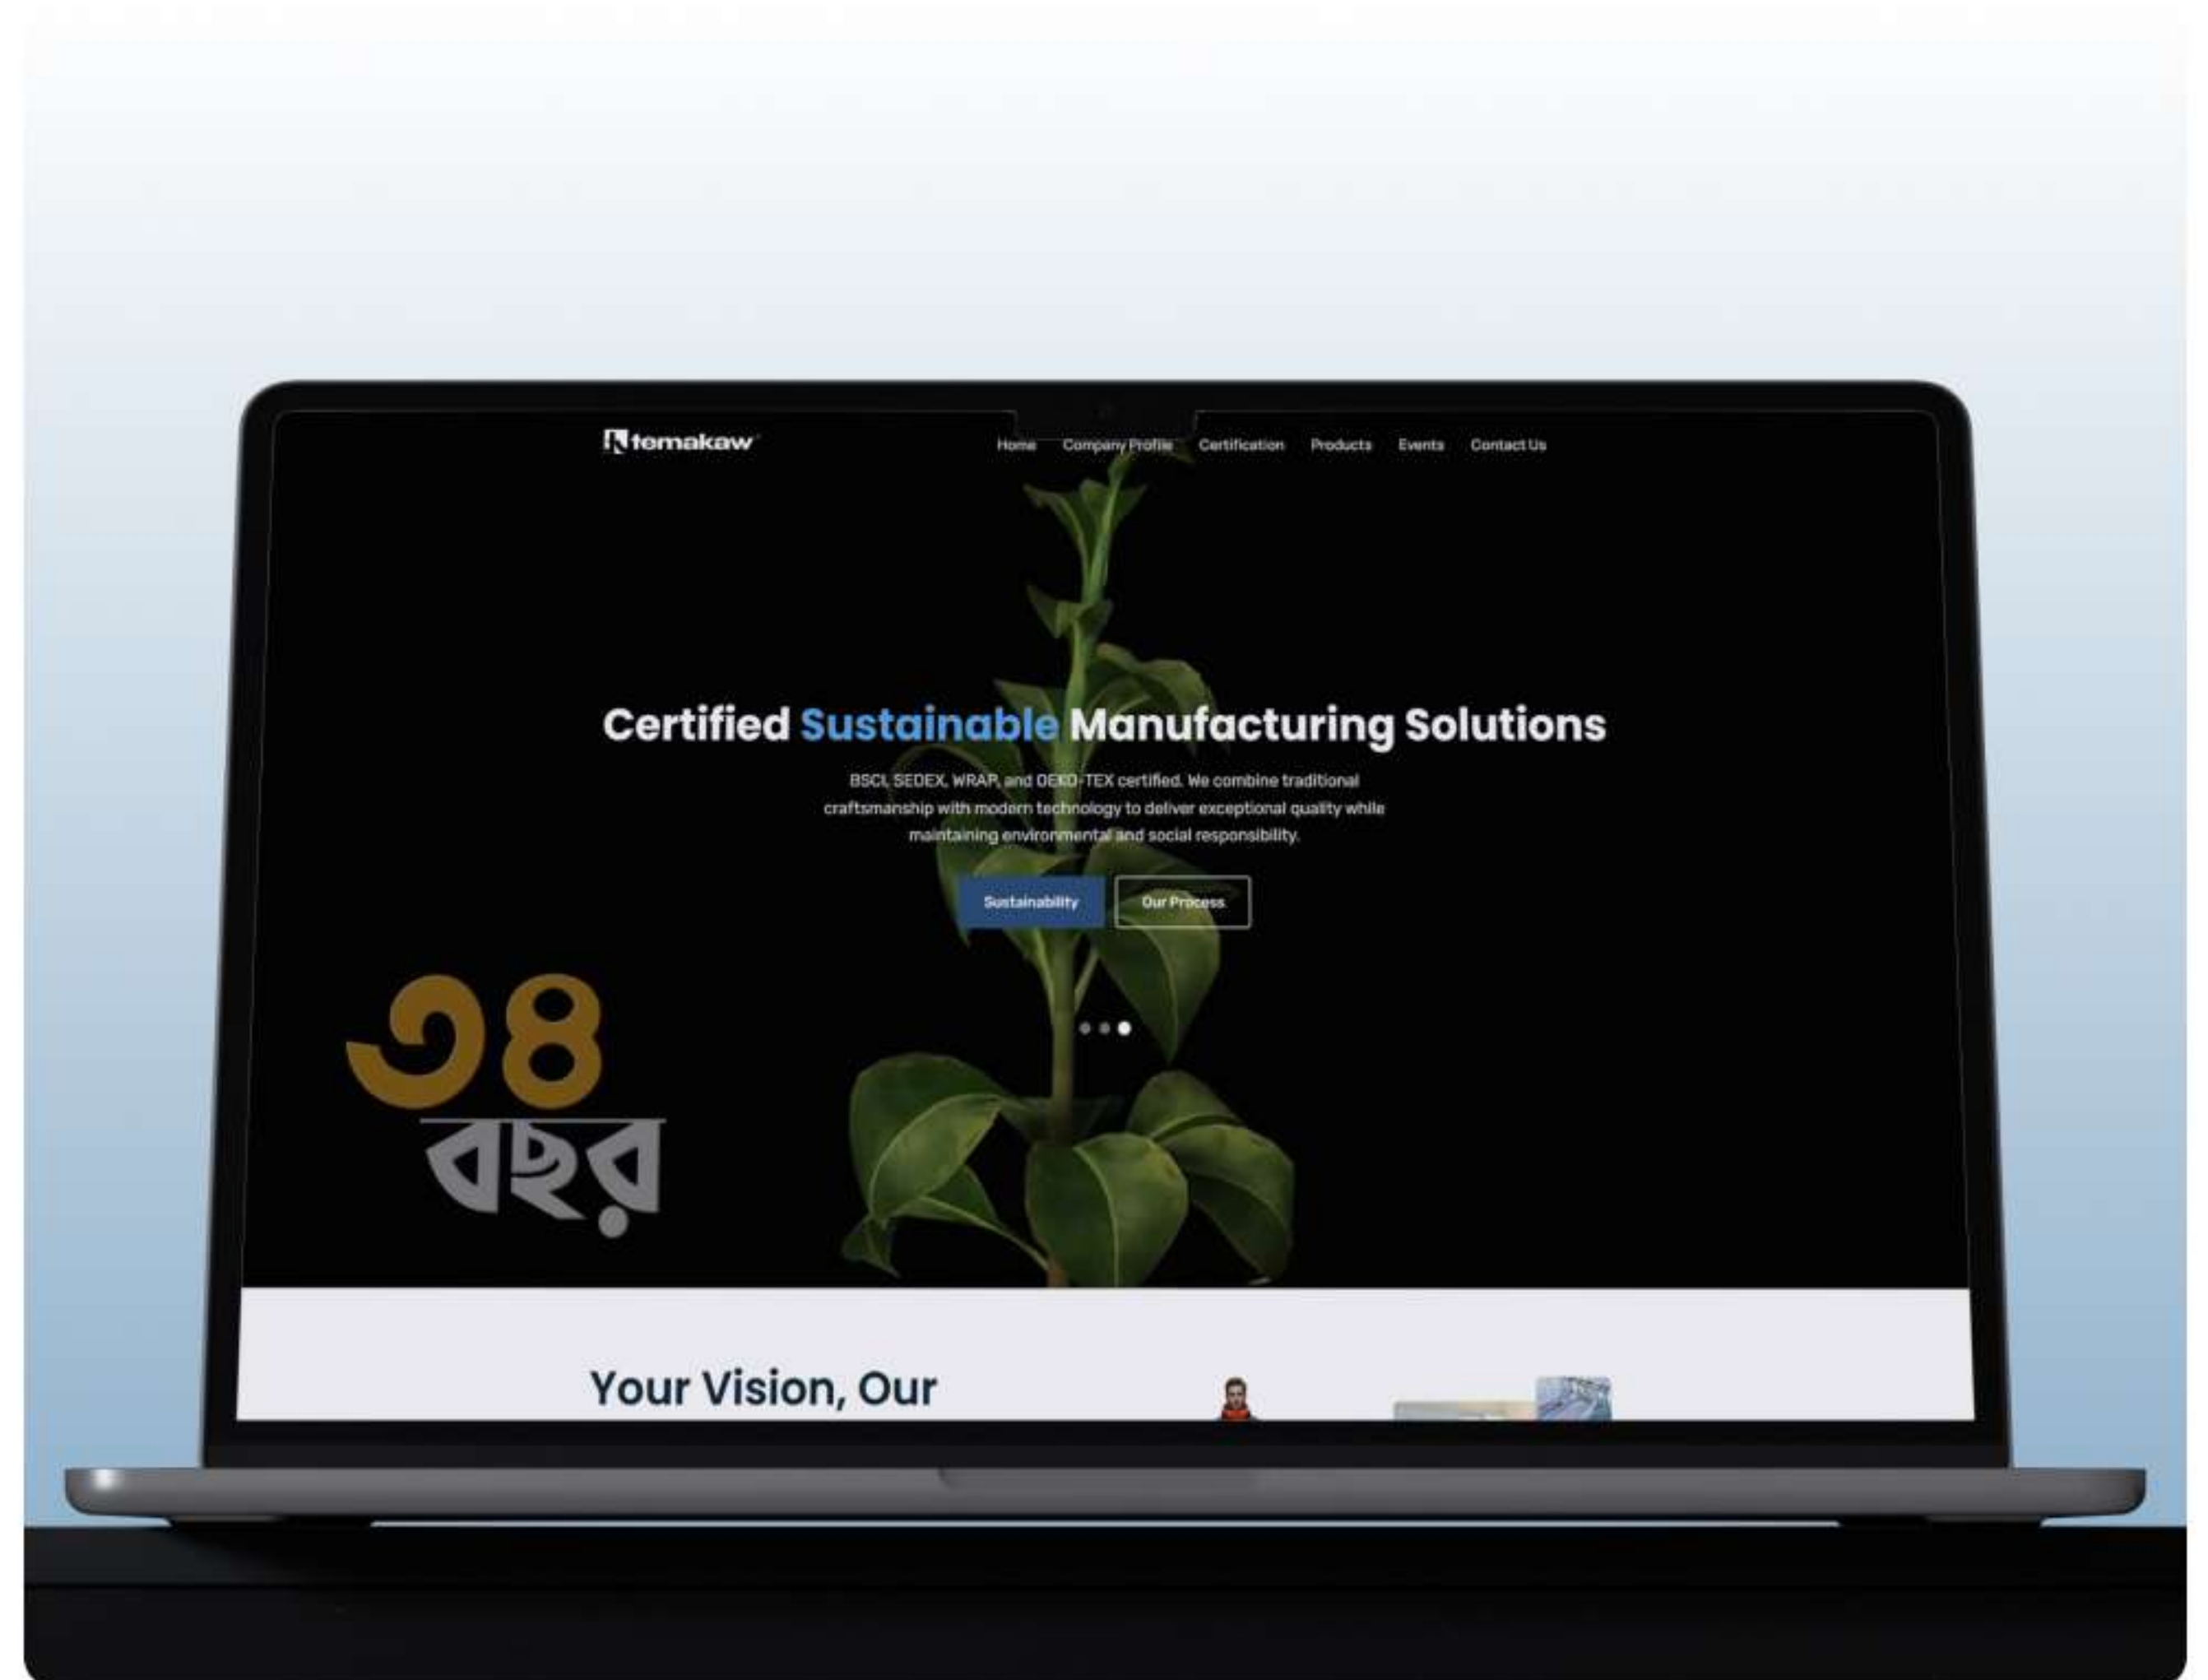 temakaw
Home Company Profile Certification Products Events Contact Us
Certified Sustainable Manufacturing Solutions
BSCI, SEDEX, WRAP, and OEKO-TEX certified. We combine traditional
craftsmanship with modern technology to deliver exceptional quality while
maintaining environmental and social responsibility.
Sustainability Our Process
৩৪
বছর
Your Vision, Our